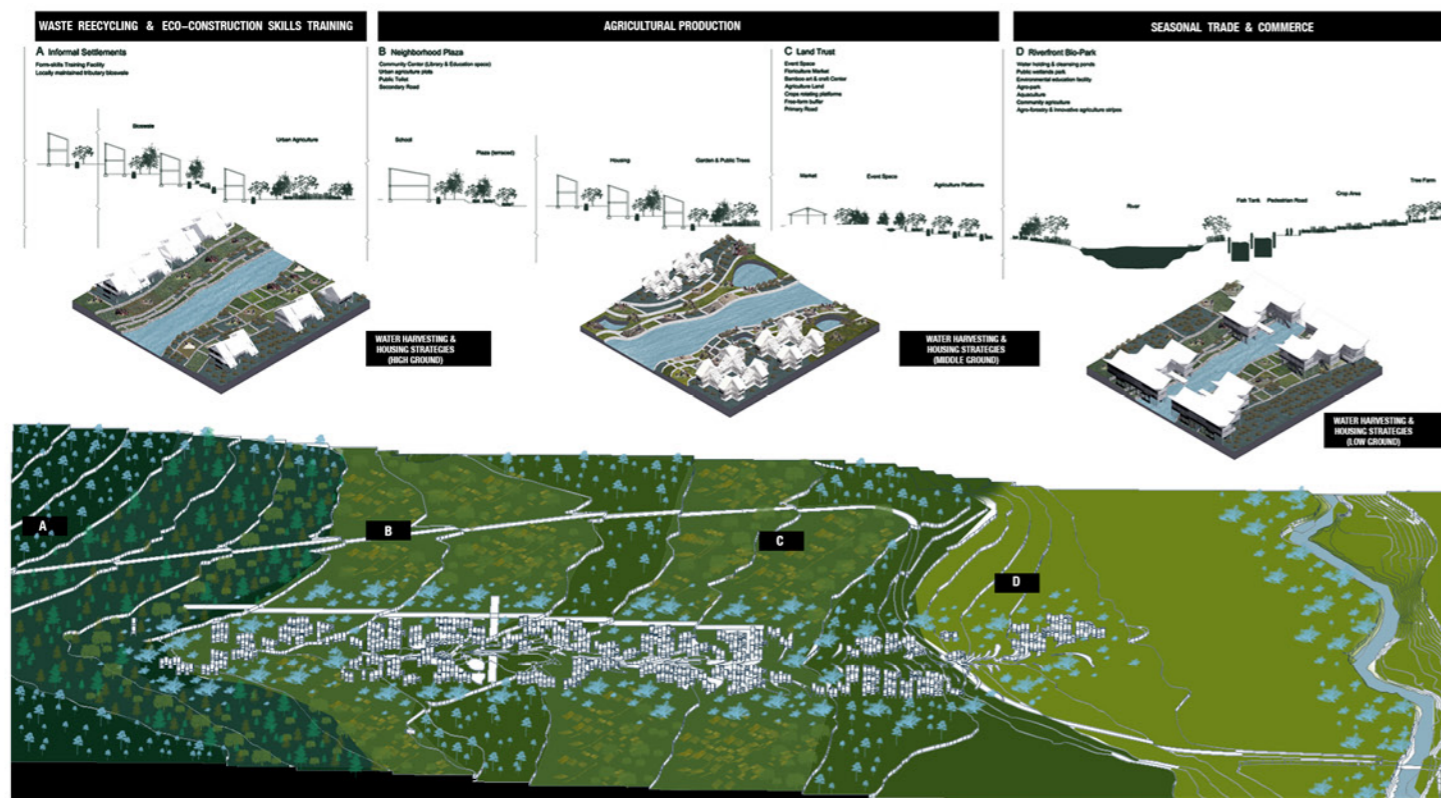 WASTE REECYCLING & ECO-CONSTRUCTION SKILLS TRAINING
AGRICULTURAL PRODUCTION
SEASONAL TRADE & COMMERCE
A Informal Settlements
Farm-skills Training Facility
Locally maintained tributary bioswale
B Neighborhood Plaza
Community Center (Library & Education space)
Urban agriculture plots
Public Toilet
Secondary Road
C Land Trust
Event Space
Floriculture Market
Bamboo art & craft Center
Agriculture Land
Crops rotating platforms
Free-farm buffer
Primary Road
D Riverfront Bio-Park
Water holding & cleansing ponds
Public wetlands park
Environmental education facility
Agro-park
Aquaculture
Community agriculture
Agro-forestry & innovative agriculture stripes
Bioswale
Urban Agriculture
School
Plaza (terraced)
Housing
Garden & Public Trees
Market
Event Space
Agriculture Platforms
River
Fish Tank
Pedestrian Road
Crop Area
Tree Farm
WATER HARVESTING &
HOUSING STRATEGIES
(HIGH GROUND)
WATER HARVESTING &
HOUSING STRATEGIES
(MIDDLE GROUND)
WATER HARVESTING &
HOUSING STRATEGIES
(LOW GROUND)
A
B
C
D